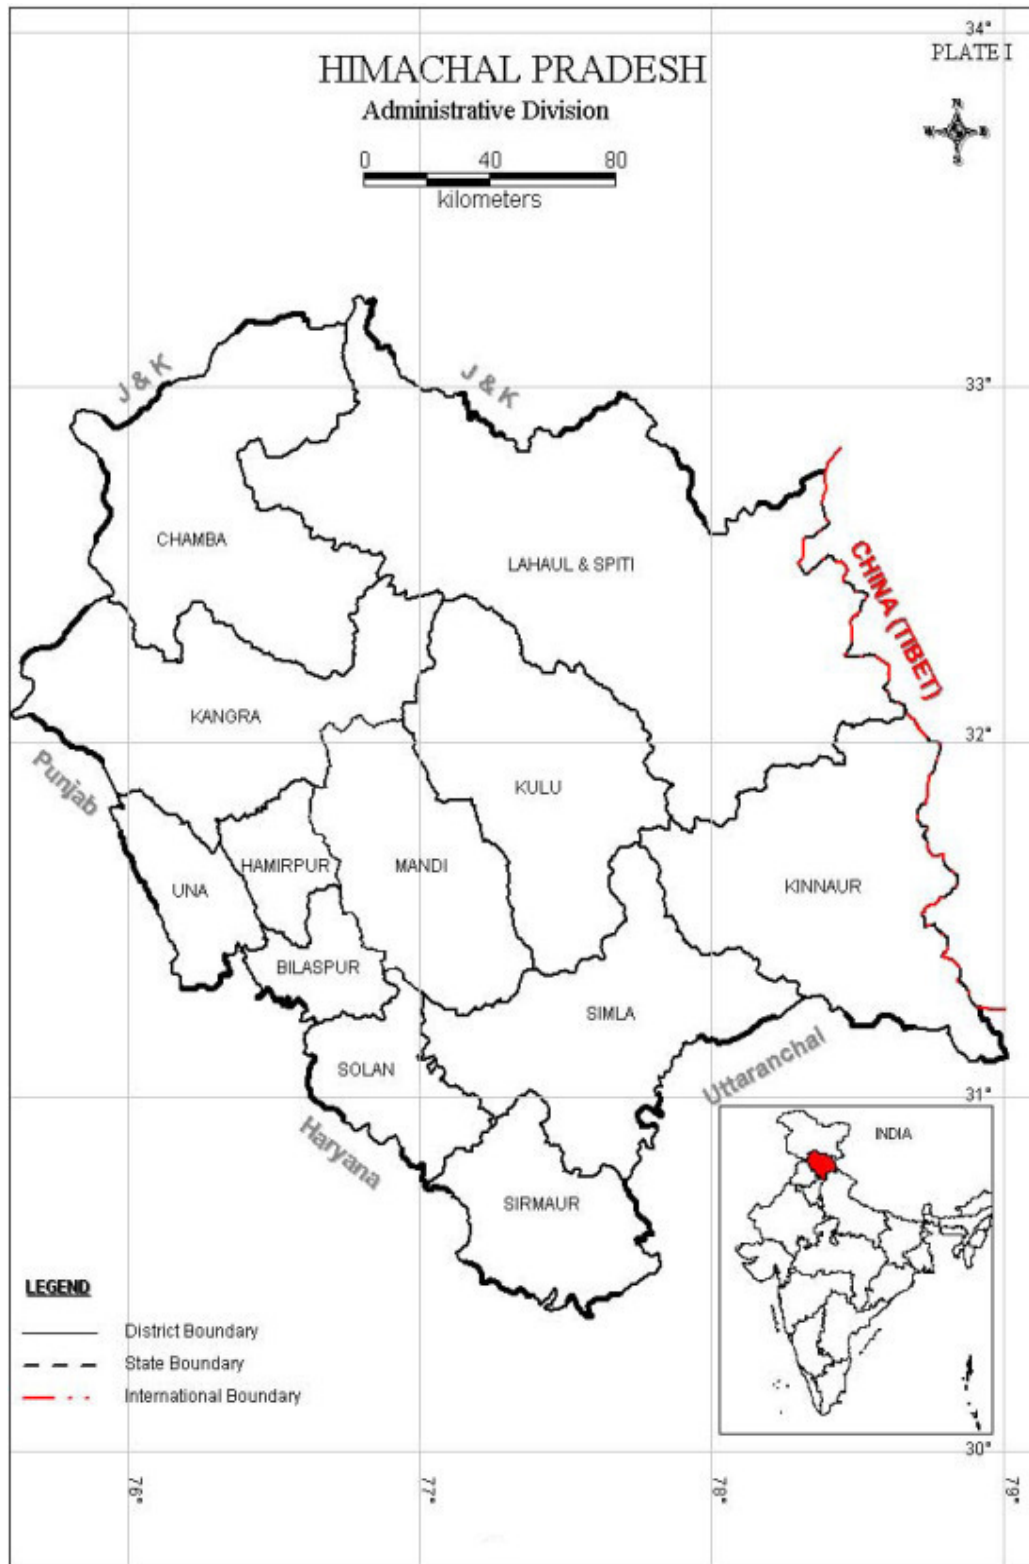 34°
PLATE I
HIMACHAL PRADESH
Administrative Division
N
W E
S
0 40 80
kilometers
J & K
J & K
33°
CHAMBA
LAHAUL & SPITI
CHINA (TIBET)
KANGRA
32°
Punjab
KULU
HAMIRPUR
MANDI
UNA
KINNAUR
BILASPUR
SIMLA
SOLAN
Uttaranchal
31°
Haryana
INDIA
SIRMAUR
LEGEND
District Boundary
State Boundary
International Boundary
30°
76°
77°
78°
79°